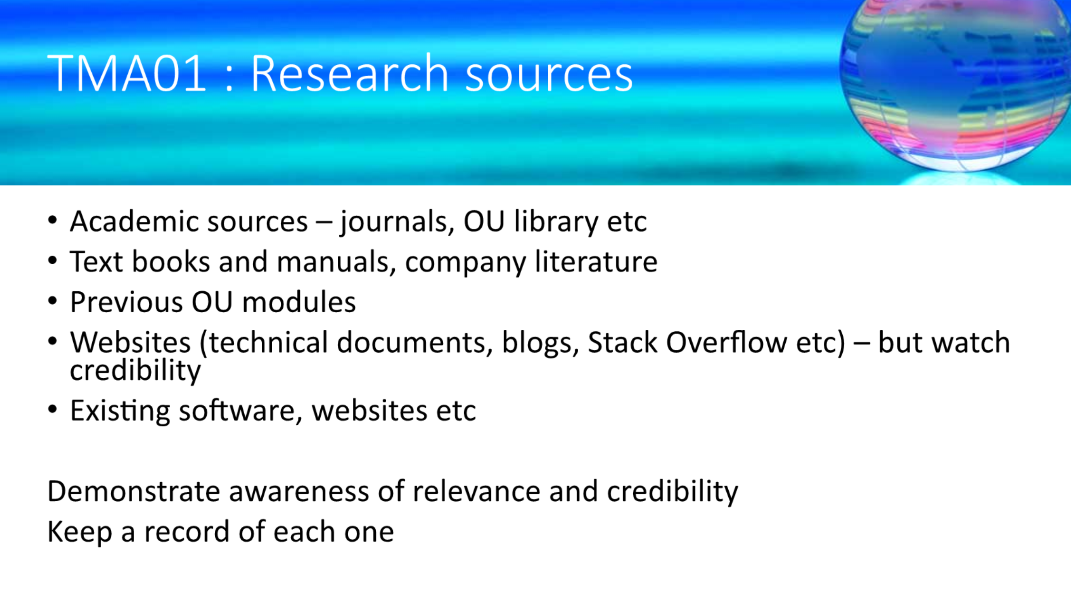 TMA01 : Research sources
• Academic sources – journals, OU library etc
• Text books and manuals, company literature
• Previous OU modules
• Websites (technical documents, blogs, Stack Overflow etc) – but watch
credibility
• Existing software, websites etc
Demonstrate awareness of relevance and credibility
Keep a record of each one